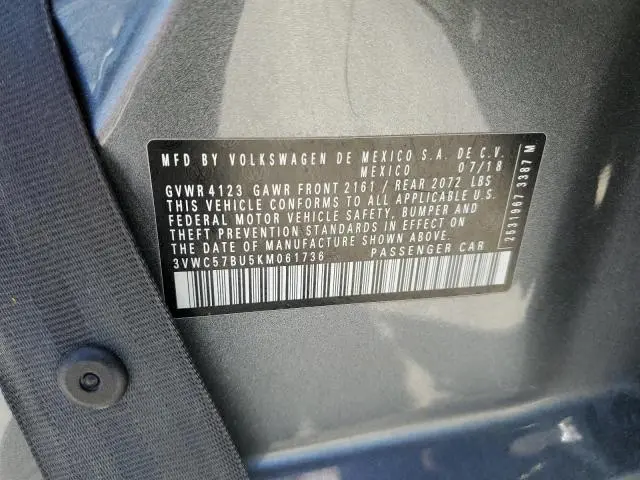 MFD BY VOLKSWAGEN DE MEXICO S.A. DE C.V.
MEXICO 07/18
GVWR 4123 GAWR FRONT 2161 / REAR 2072 LBS
THIS VEHICLE CONFORMS TO ALL APPLICABLE U.S.
FEDERAL MOTOR VEHICLE SAFETY, BUMPER AND
THEFT PREVENTION STANDARDS IN EFFECT ON
THE DATE OF MANUFACTURE SHOWN ABOVE.
3VWC57BU5KM061736 PASSENGER CAR
2531967 3387 M